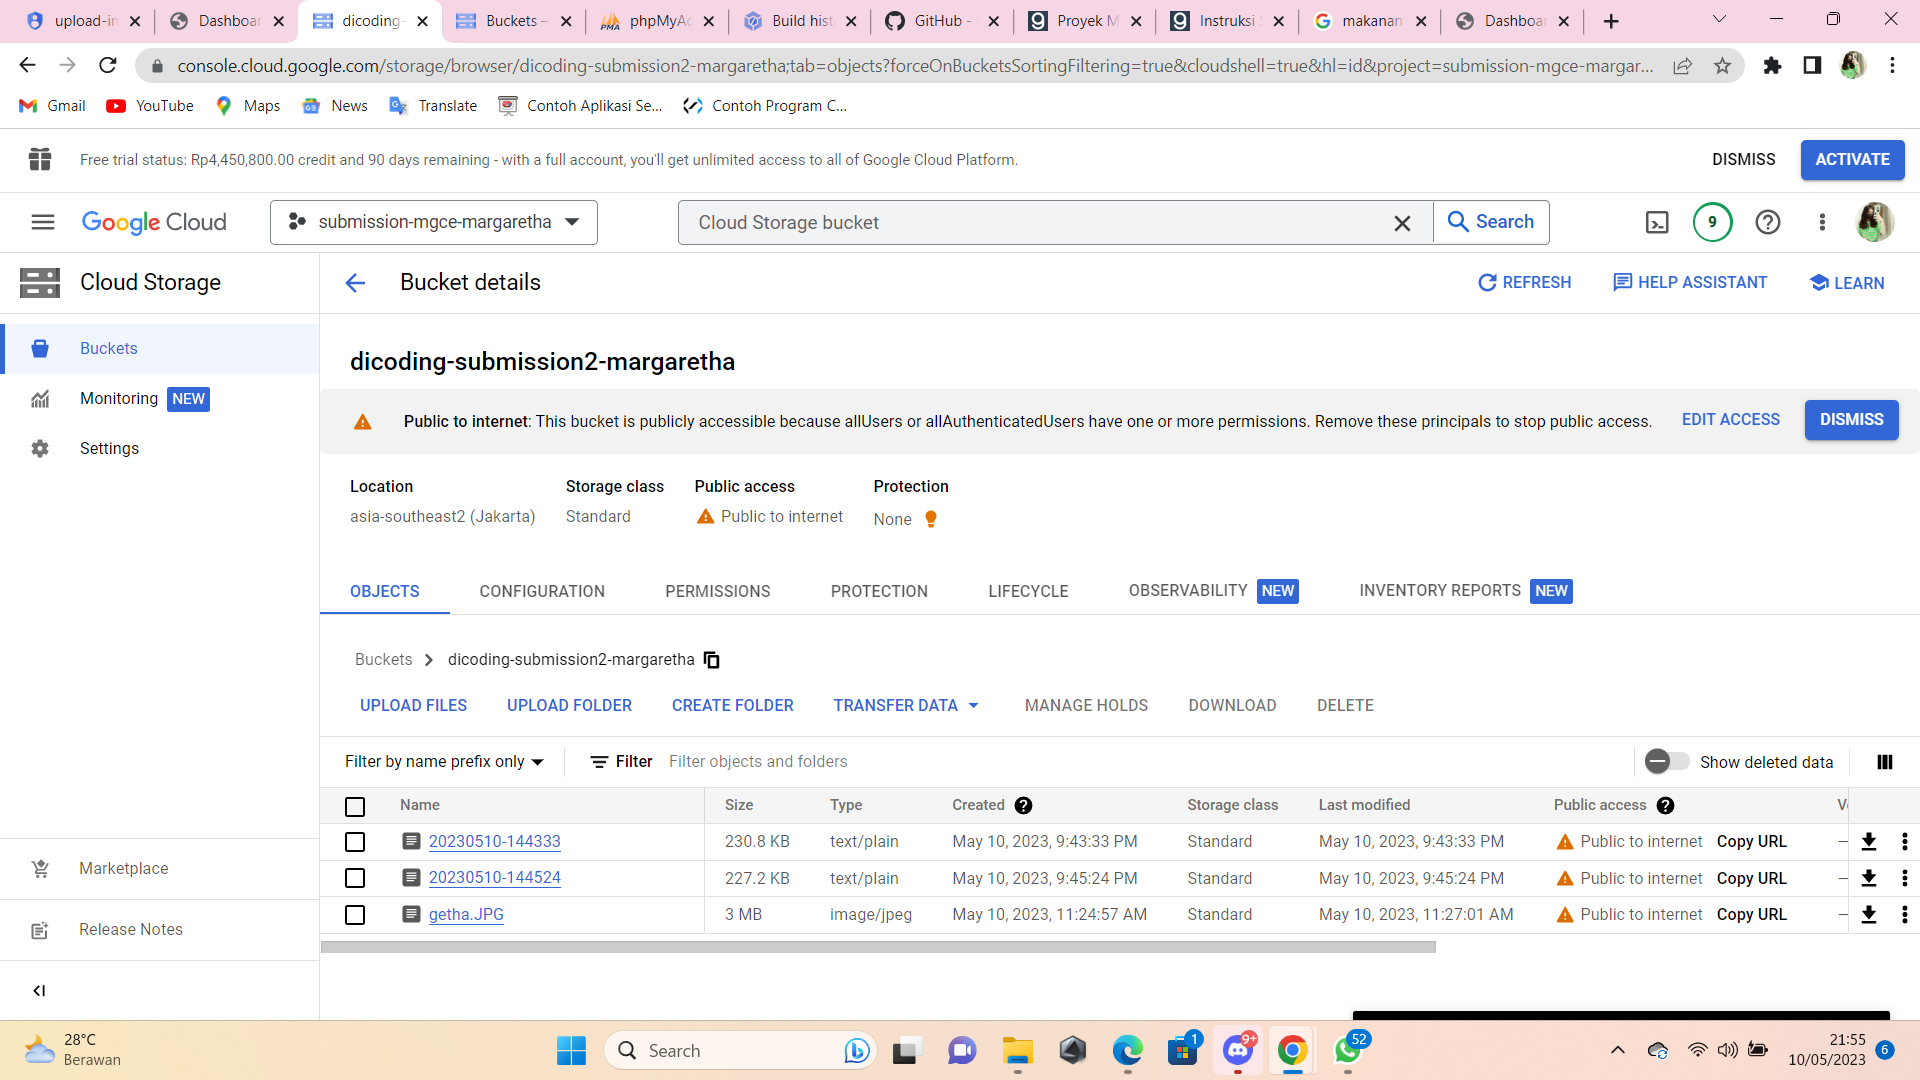 upload-in
Dashboar
dicoding-
Buckets –
phpMyAd
Build hist
GitHub -
Proyek M
Instruksi S
makanan
Dashboar
console.cloud.google.com/storage/browser/dicoding-submission2-margaretha;tab=objects?forceOnBucketsSortingFiltering=true&cloudshell=true&hl=id&project=submission-mgce-margar...
Gmail YouTube Maps News Translate Contoh Aplikasi Se... Contoh Program C...
Free trial status: Rp4,450,800.00 credit and 90 days remaining - with a full account, you'll get unlimited access to all of Google Cloud Platform.
DISMISS ACTIVATE
Google Cloud submission-mgce-margaretha Cloud Storage bucket Search 9
Cloud Storage
Bucket details
REFRESH HELP ASSISTANT LEARN
Buckets
Monitoring NEW
Settings
Marketplace
Release Notes
dicoding-submission2-margaretha
Public to internet: This bucket is publicly accessible because allUsers or allAuthenticatedUsers have one or more permissions. Remove these principals to stop public access.
EDIT ACCESS DISMISS
Location Storage class Public access Protection
asia-southeast2 (Jakarta) Standard Public to internet None
OBJECTS CONFIGURATION PERMISSIONS PROTECTION LIFECYCLE OBSERVABILITY NEW INVENTORY REPORTS NEW
Buckets dicoding-submission2-margaretha
UPLOAD FILES UPLOAD FOLDER CREATE FOLDER TRANSFER DATA MANAGE HOLDS DOWNLOAD DELETE
Filter by name prefix only Filter Filter objects and folders Show deleted data
Name Size Type Created Storage class Last modified Public access
20230510-144333 230.8 KB text/plain May 10, 2023, 9:43:33 PM Standard May 10, 2023, 9:43:33 PM Public to internet Copy URL –
20230510-144524 227.2 KB text/plain May 10, 2023, 9:45:24 PM Standard May 10, 2023, 9:45:24 PM Public to internet Copy URL –
getha.JPG 3 MB image/jpeg May 10, 2023, 11:24:57 AM Standard May 10, 2023, 11:27:01 AM Public to internet Copy URL –
28°C
Berawan
Search
1
9+
52
21:55
10/05/2023
6